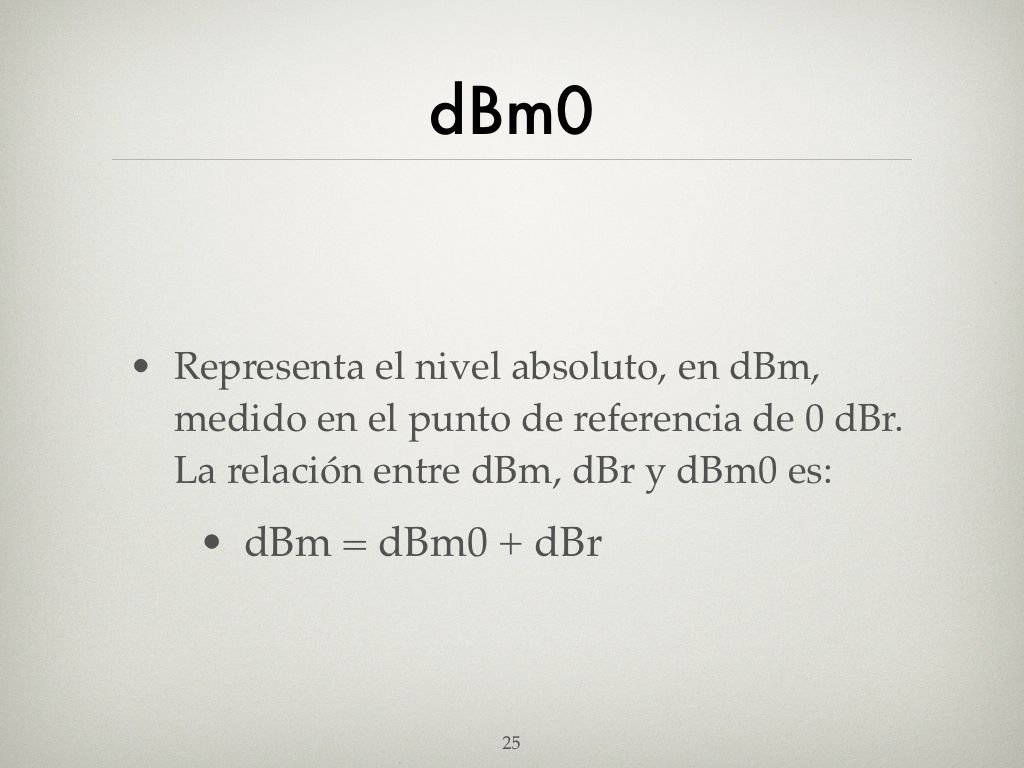 dBm0
• Representa el nivel absoluto, en dBm,
medido en el punto de referencia de 0 dBr.
La relación entre dBm, dBr y dBm0 es:
• dBm = dBm0 + dBr
25